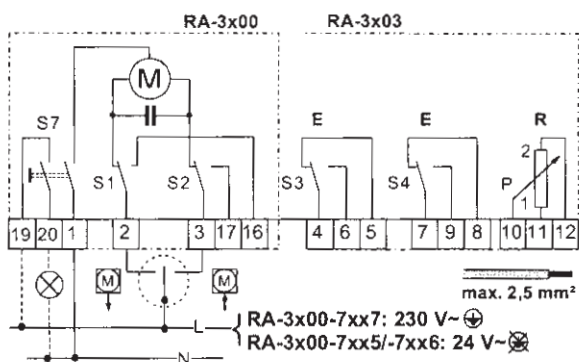 RA-3x00 RA-3x03
M
S7 E E R
2
S1 S2 S3 S4 P
1
19 20 1 2 3 17 16 4 6 5 7 9 8 10 11 12
M M
max. 2,5 mm²
L RA-3x00-7xx7: 230 V~
RA-3x00-7xx5/-7xx6: 24 V~
N